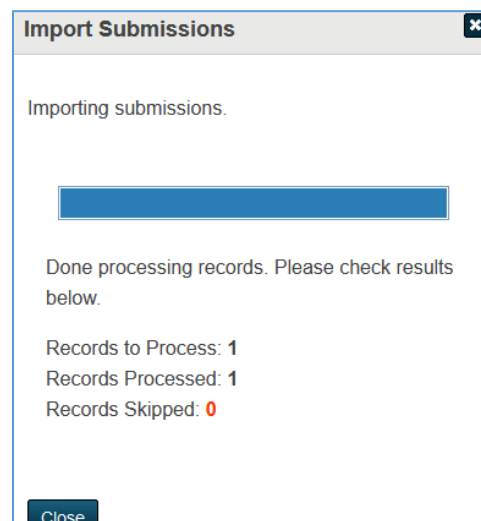 Import Submissions
Importing submissions.
Done processing records. Please check results
below.
Records to Process: 1
Records Processed: 1
Records Skipped: 0
Close